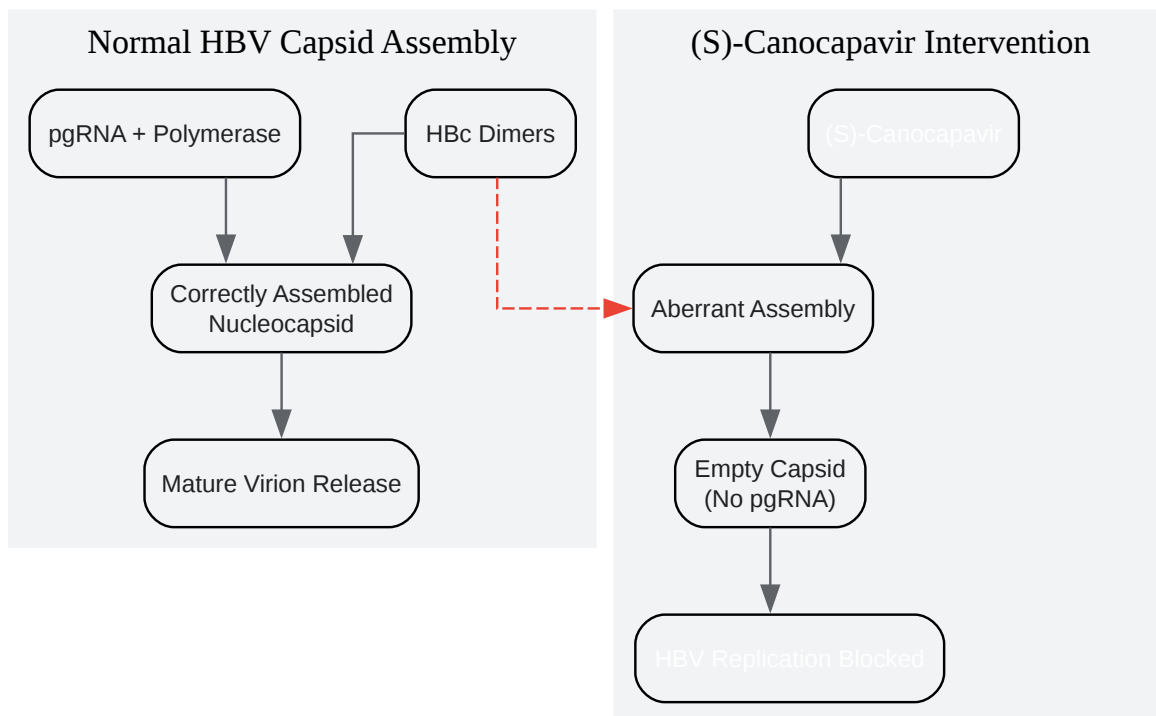 Normal HBV Capsid Assembly
pgRNA + Polymerase
HBc Dimers
Correctly Assembled
Nucleocapsid
Mature Virion Release
(S)-Canocapavir Intervention
(S)-Canocapavir
Aberrant Assembly
Empty Capsid
(No pgRNA)
HBV Replication Blocked